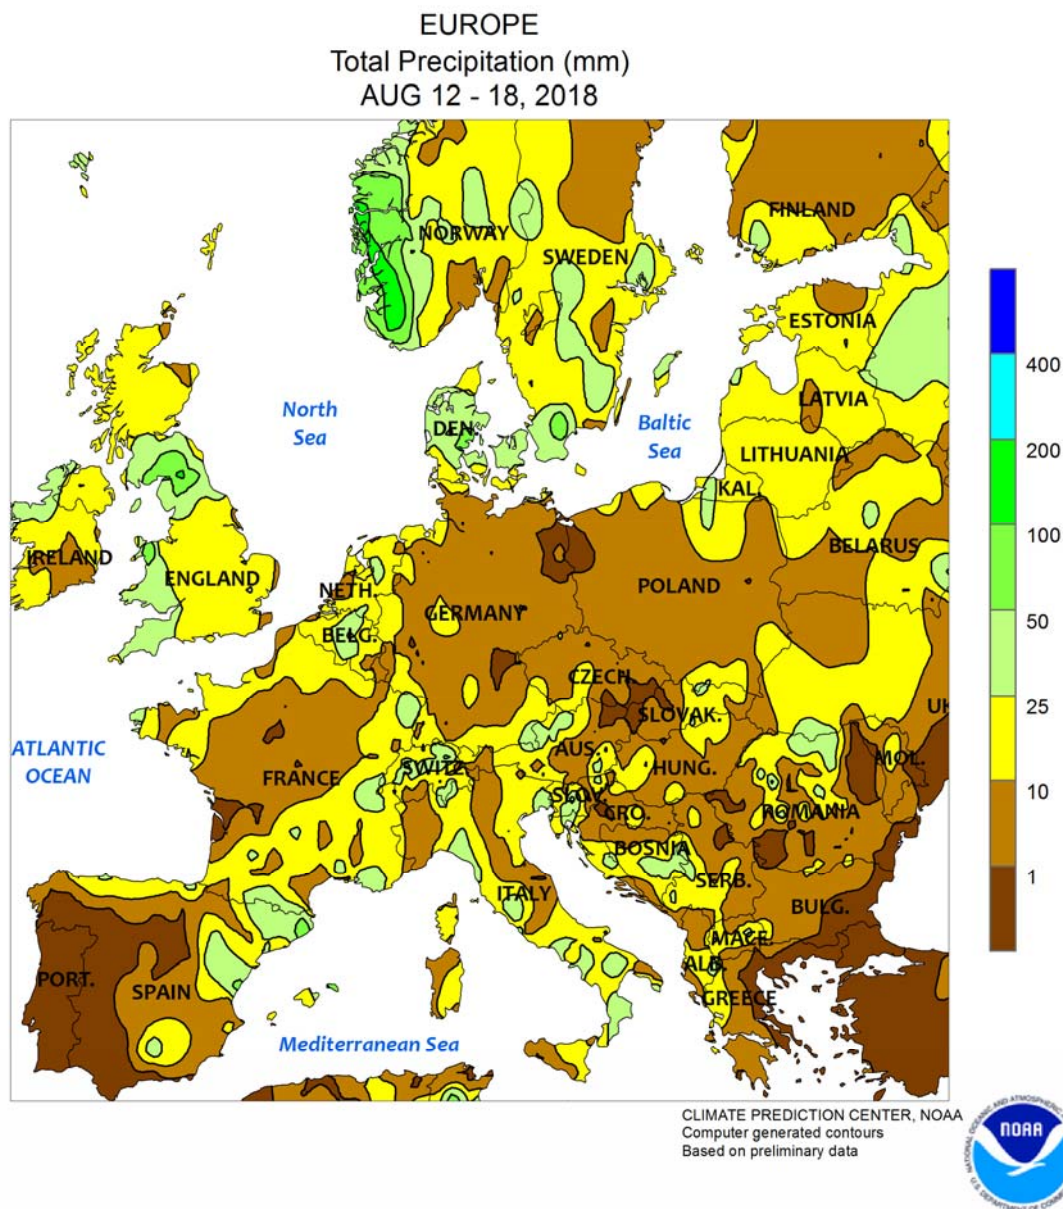 EUROPE
Total Precipitation (mm)
AUG 12 - 18, 2018
FINLAND
NORWAY
SWEDEN
ESTONIA
North
Sea
Baltic
Sea
LATVIA
DEN.
LITHUANIA
KAL.
IRELAND
ENGLAND
BELARUS
NETH.
GERMANY
POLAND
BELG.
CZECH.
SLOVAK.
UK
ATLANTIC
OCEAN
FRANCE
SWITZ.
AUS.
HUNG.
MOL.
SLOV.
CRO.
ROMANIA
BOSNIA
ITALY
SERB.
BULG.
MACE.
PORT.
SPAIN
ALB.
GREECE
Mediterranean Sea
400
200
100
50
25
10
1
CLIMATE PREDICTION CENTER, NOAA
Computer generated contours
Based on preliminary data
NOAA